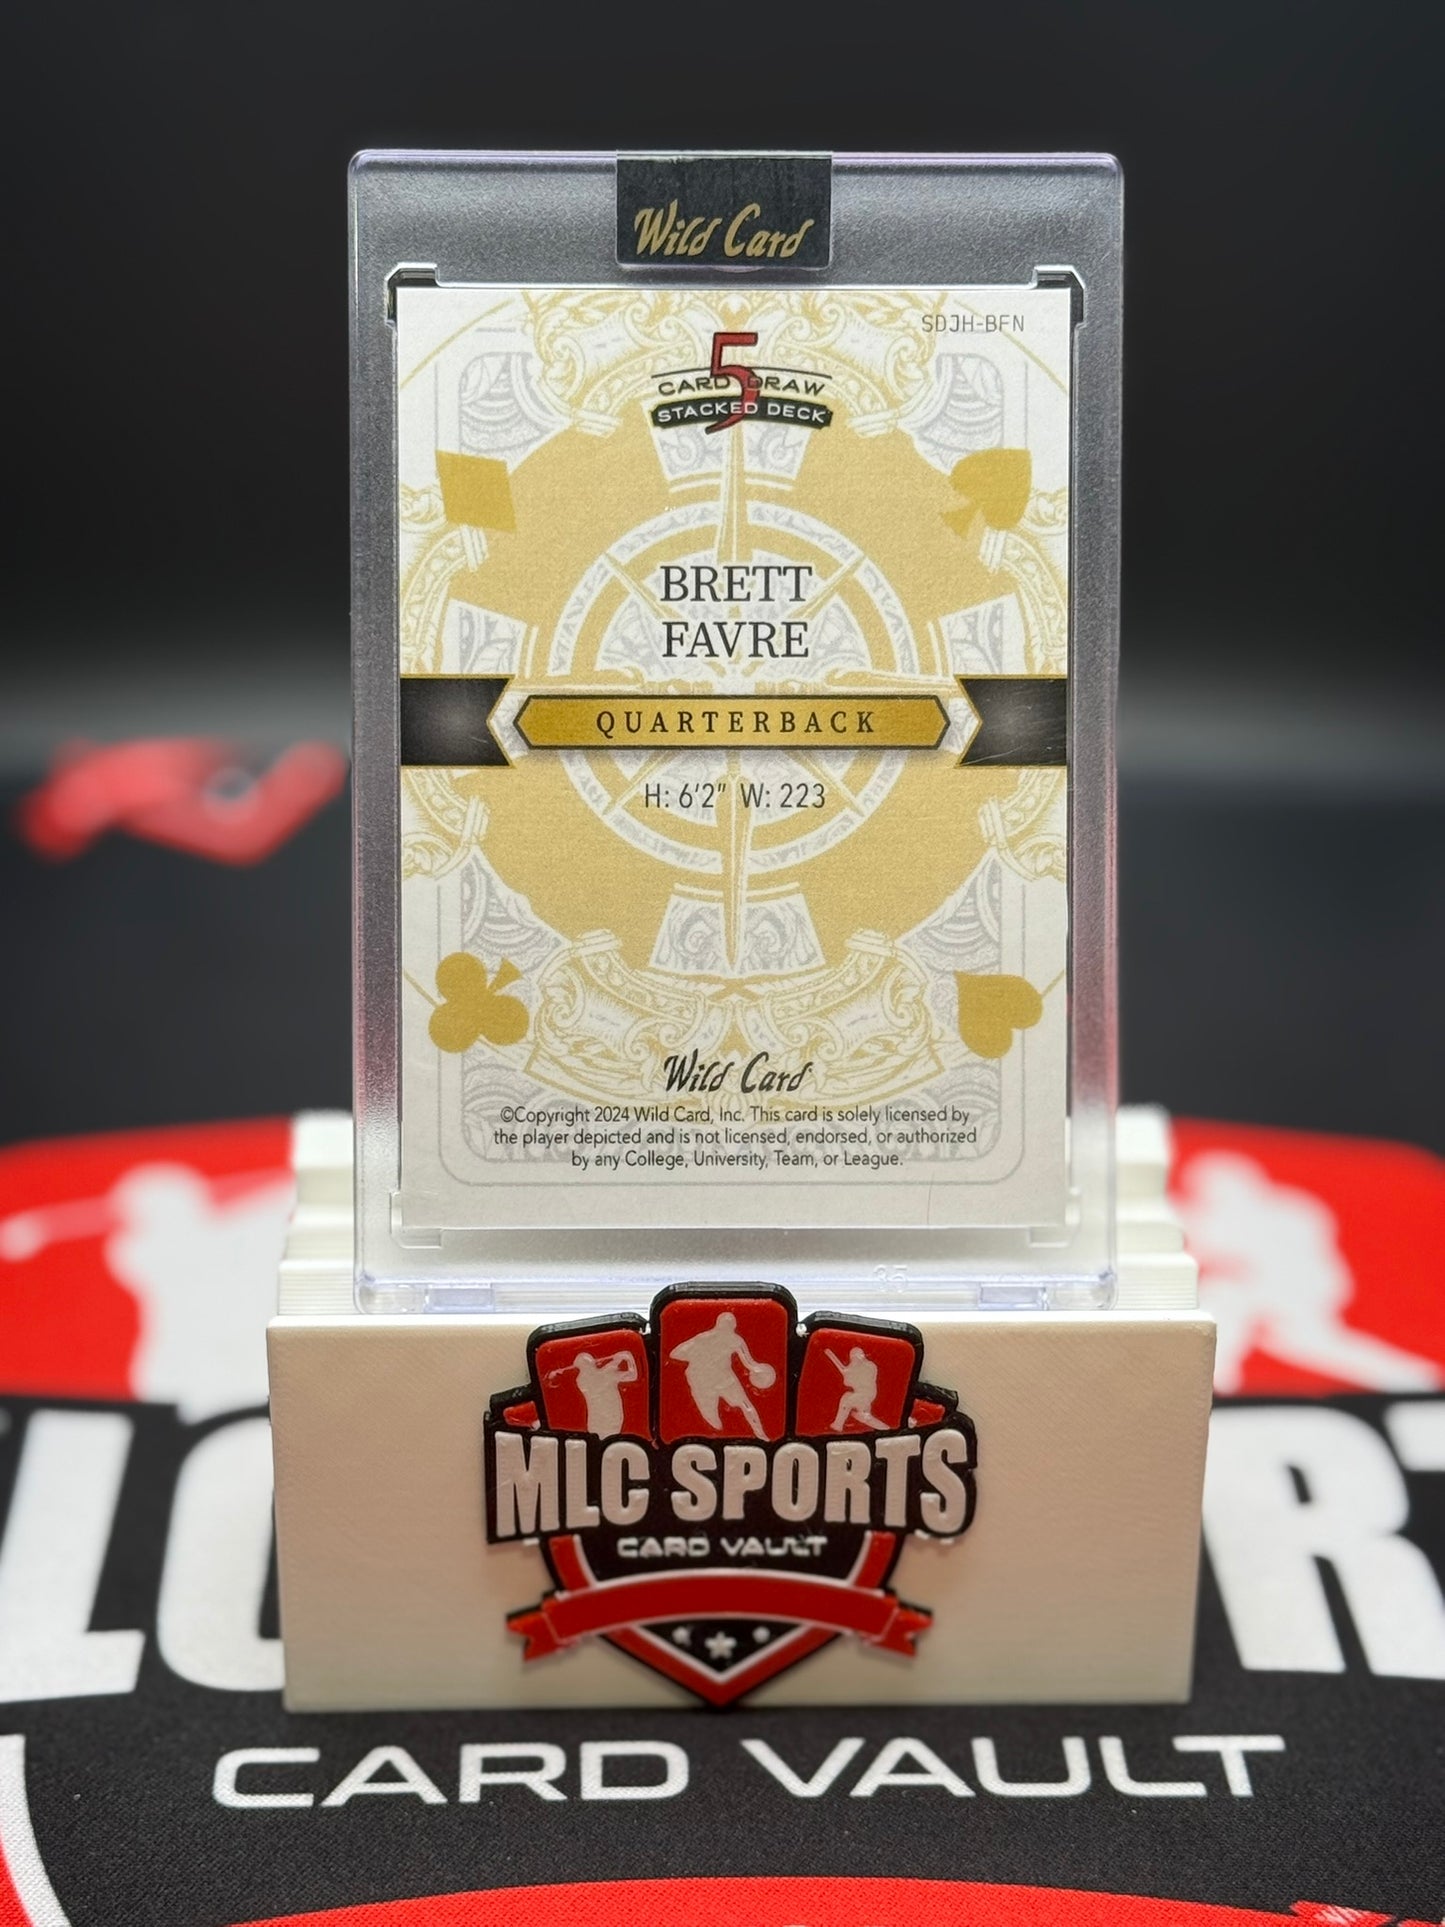 Wild Card
SDJH-BFN
5
CARD DRAW
STACKED DECK
BRETT
FAVRE
QUARTERBACK
H: 6'2" W: 223
Wild Card
©Copyright 2024 Wild Card, Inc. This card is solely licensed by
the player depicted and is not licensed, endorsed, or authorized
by any College, University, Team, or League.
35
MLC SPORTS
CARD VAULT
CARD VAULT